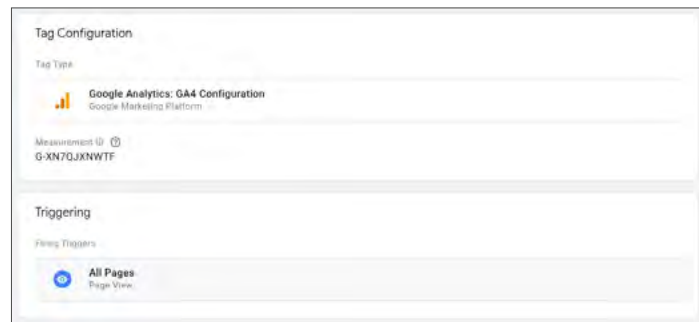 Tag Configuration
Tag Type
Google Analytics: GA4 Configuration
Google Marketing Platform
Measurement ID
G-XN7QJXNWTF
Triggering
Firing Triggers
All Pages
Page View